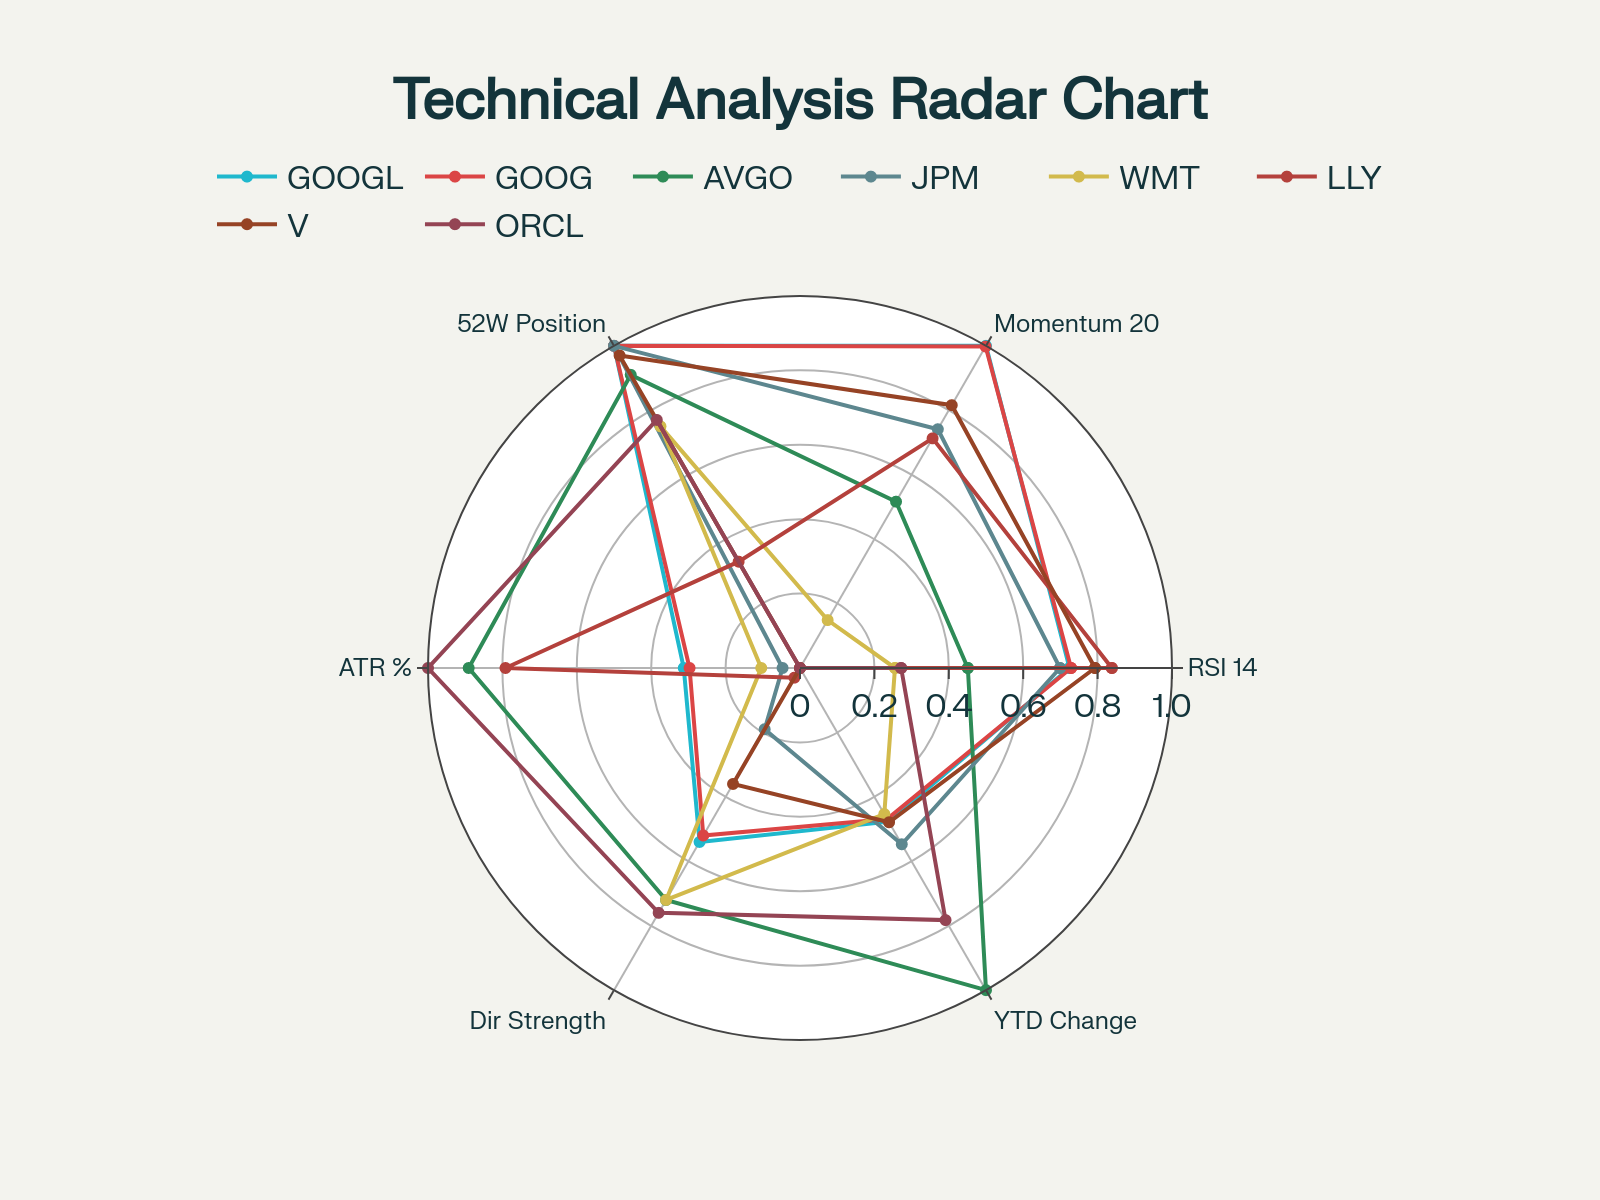 Technical Analysis Radar Chart
GOOGL GOOG AVGO JPM WMT LLY
V ORCL
52W Position Momentum 20
ATR % RSI 14
0 0.2 0.4 0.6 0.8 1.0
Dir Strength YTD Change